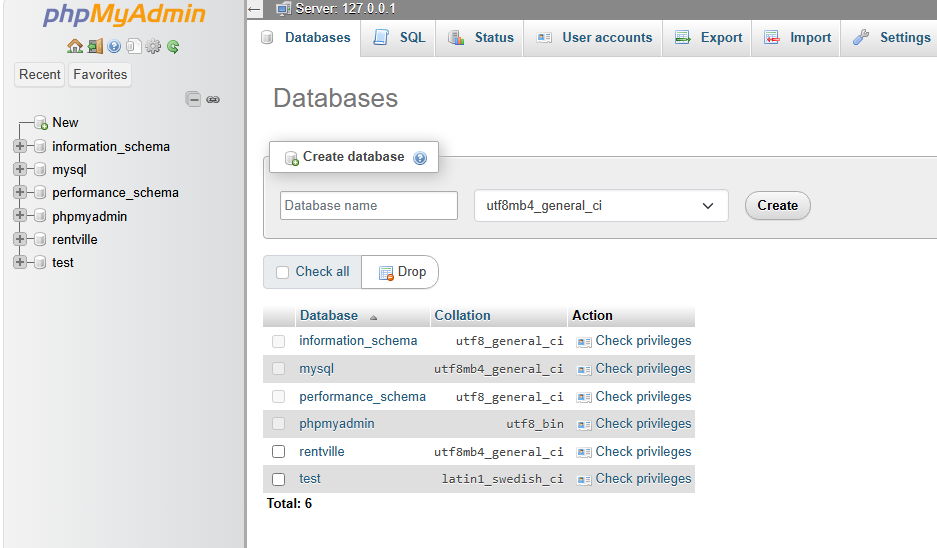 phpMyAdmin
Recent Favorites
New
information_schema
mysql
performance_schema
phpmyadmin
rentville
test
Server: 127.0.0.1
Databases SQL Status User accounts Export Import Settings
Databases
Create database
Database name utf8mb4_general_ci Create
Check all Drop
Database Collation Action
information_schema utf8_general_ci Check privileges
mysql utf8mb4_general_ci Check privileges
performance_schema utf8_general_ci Check privileges
phpmyadmin utf8_bin Check privileges
rentville utf8mb4_general_ci Check privileges
test latin1_swedish_ci Check privileges
Total: 6